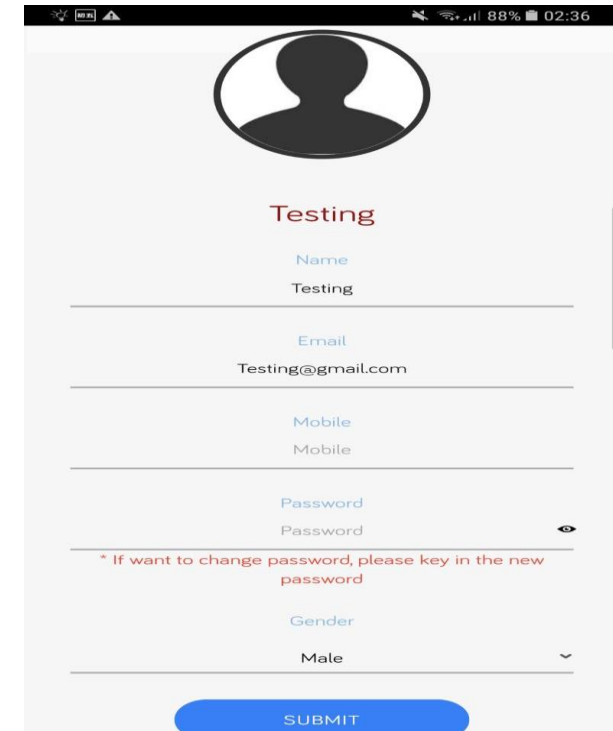 88% 02:36
Testing
Name
Testing
Email
Testing@gmail.com
Mobile
Mobile
Password
Password
* If want to change password, please key in the new
password
Gender
Male
SUBMIT